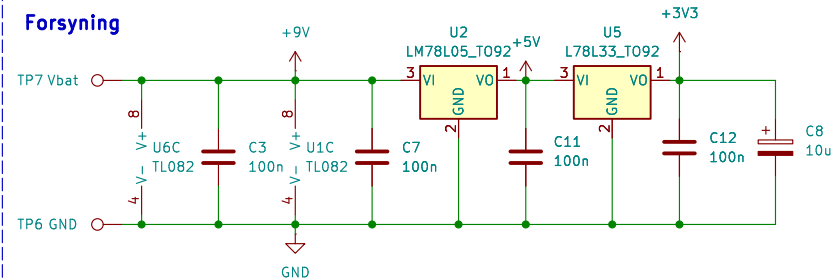 Forsyning
+9V
U2
LM78L05_TO92
+5V
U5
L78L33_TO92
+3V3
TP7 Vbat
3 VI VO 1
GND
2
3 VI VO 1
GND
2
8
V+
U6C
TL082
V-
4
C3
100n
8
V+
U1C
TL082
V-
4
C7
100n
C11
100n
C12
100n
+
C8
10u
TP6 GND
GND